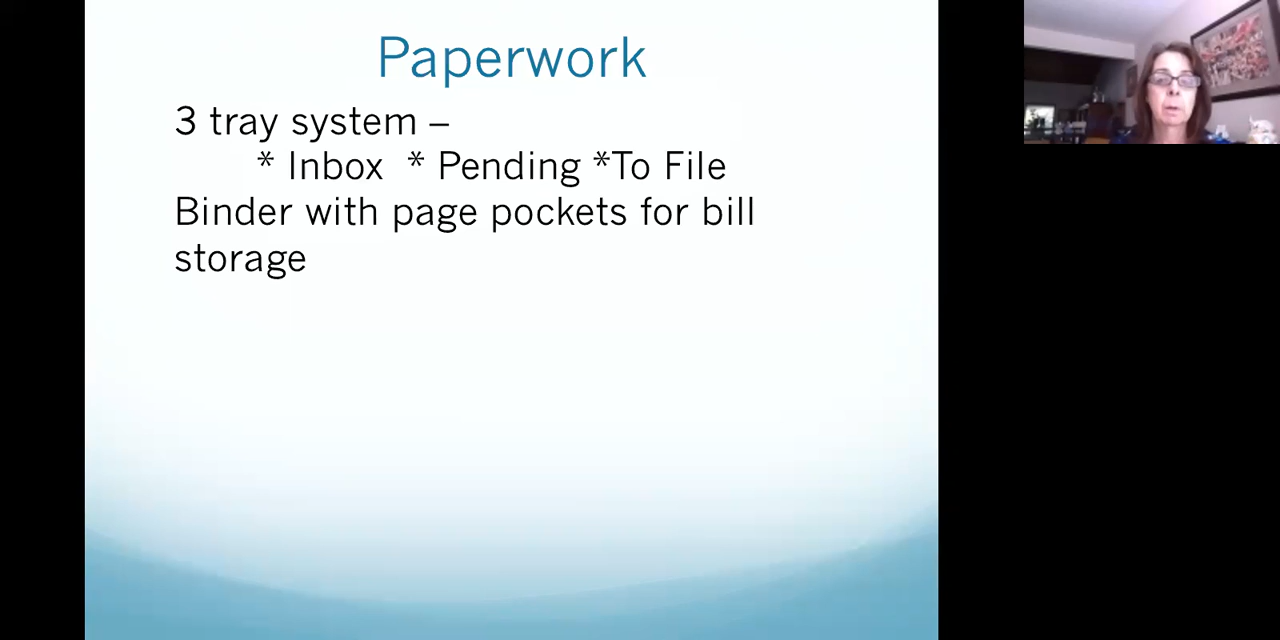 Paperwork
3 tray system –
* Inbox * Pending *To File
Binder with page pockets for bill
storage